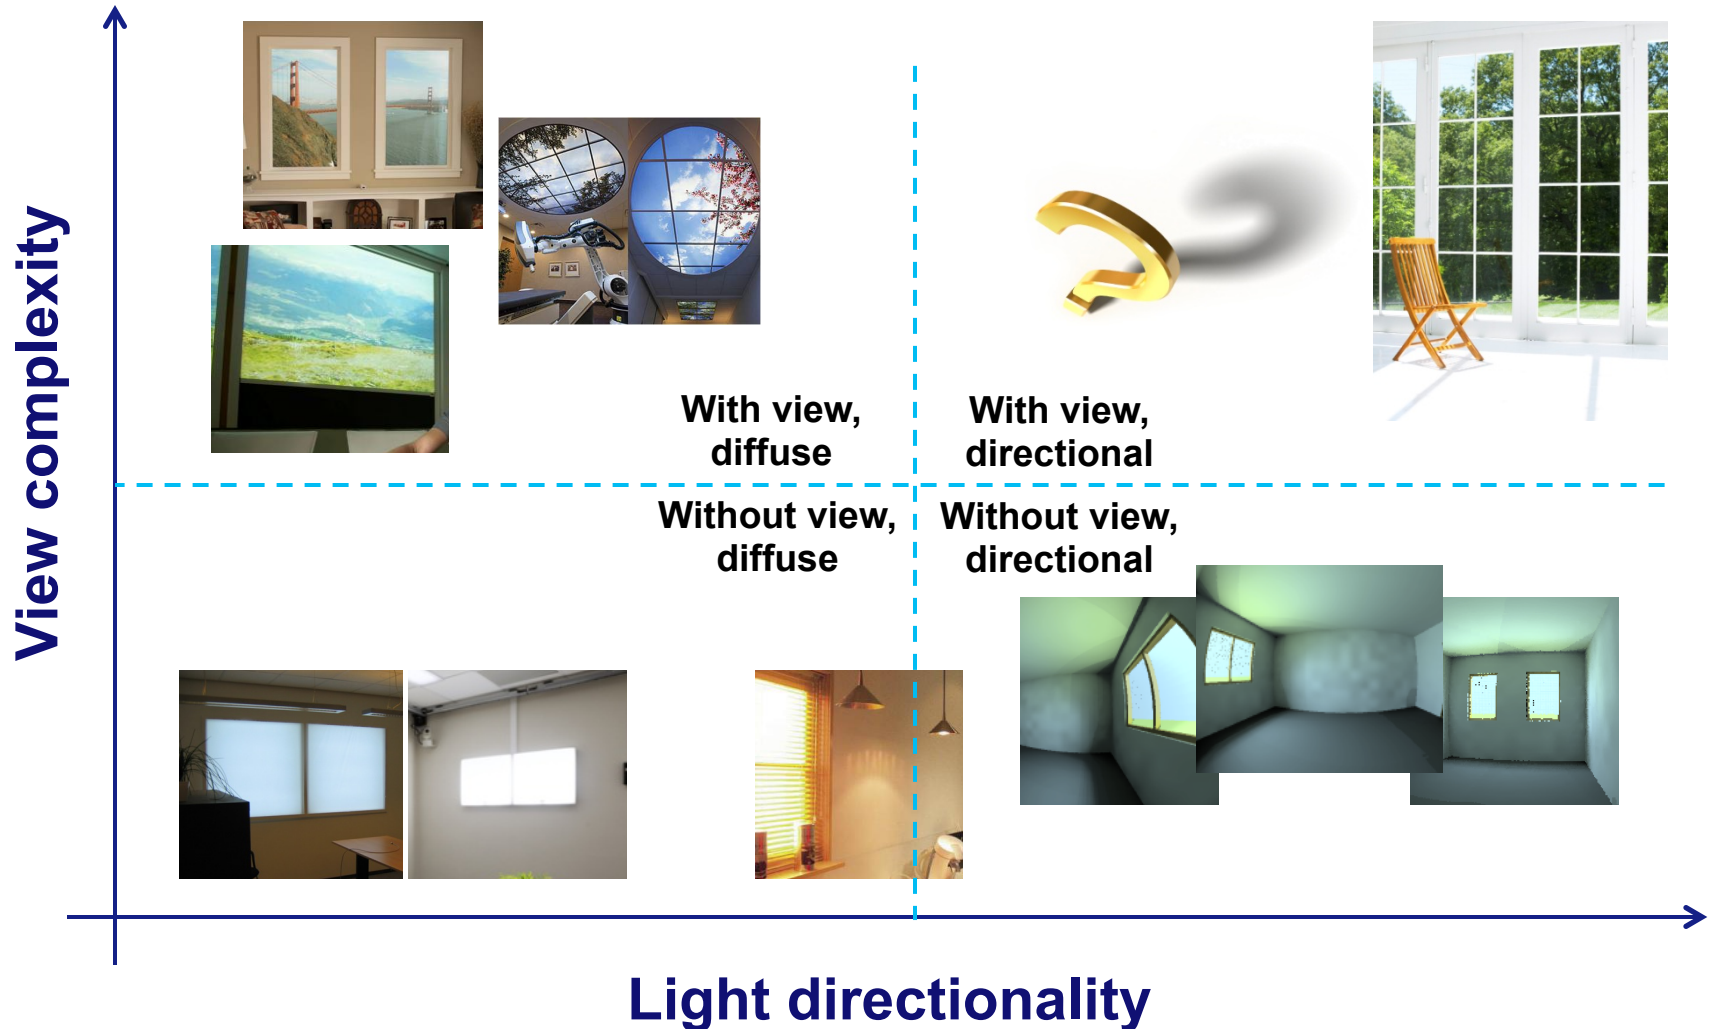 View complexity
With view,
diffuse
With view,
directional
Without view,
diffuse
Without view,
directional
Light directionality